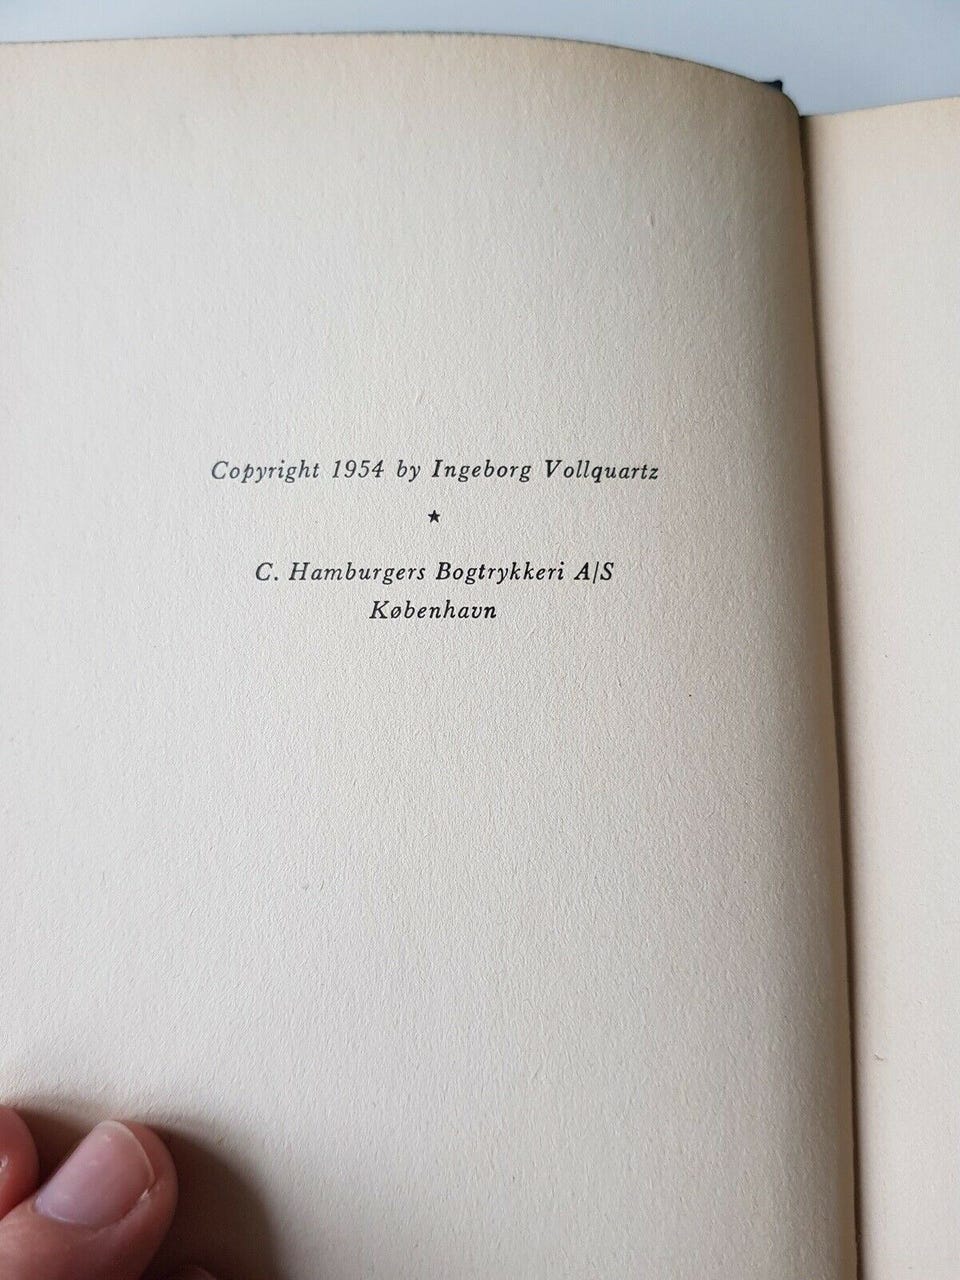 Copyright 1954 by Ingeborg Vollquartz
★
C. Hamburgers Bogtrykkeri A/S
København